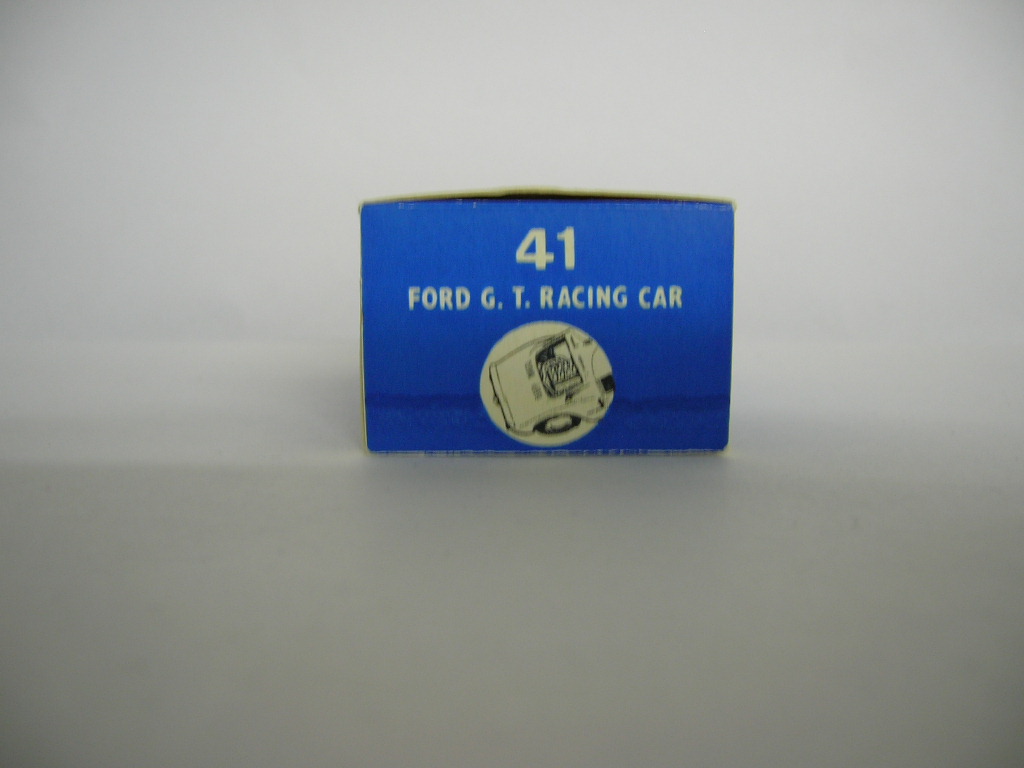 41
FORD G. T. RACING CAR